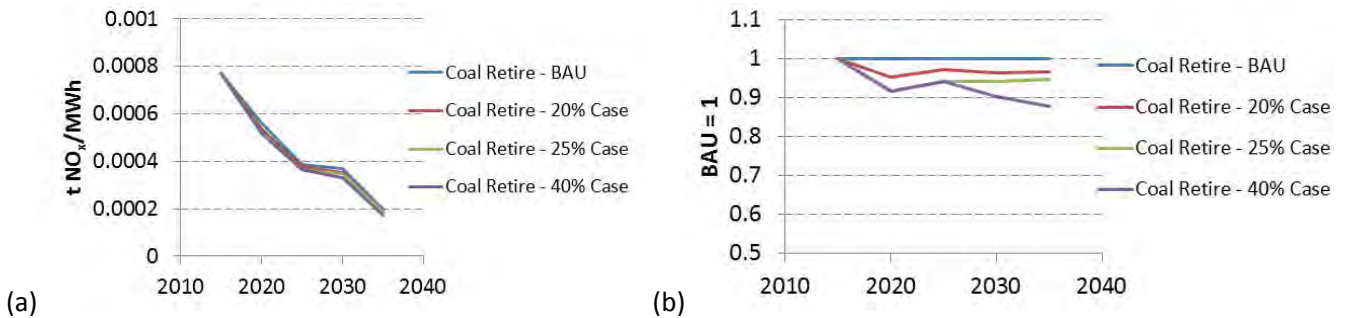 0.001
0.0008
0.0006
0.0004
0.0002
0
t NOx/MWh
2010 2020 2030 2040
Coal Retire - BAU
Coal Retire - 20% Case
Coal Retire - 25% Case
Coal Retire - 40% Case
(a)
1.1
1
0.9
0.8
0.7
0.6
0.5
BAU = 1
2010 2020 2030 2040
Coal Retire - BAU
Coal Retire - 20% Case
Coal Retire - 25% Case
Coal Retire - 40% Case
(b)